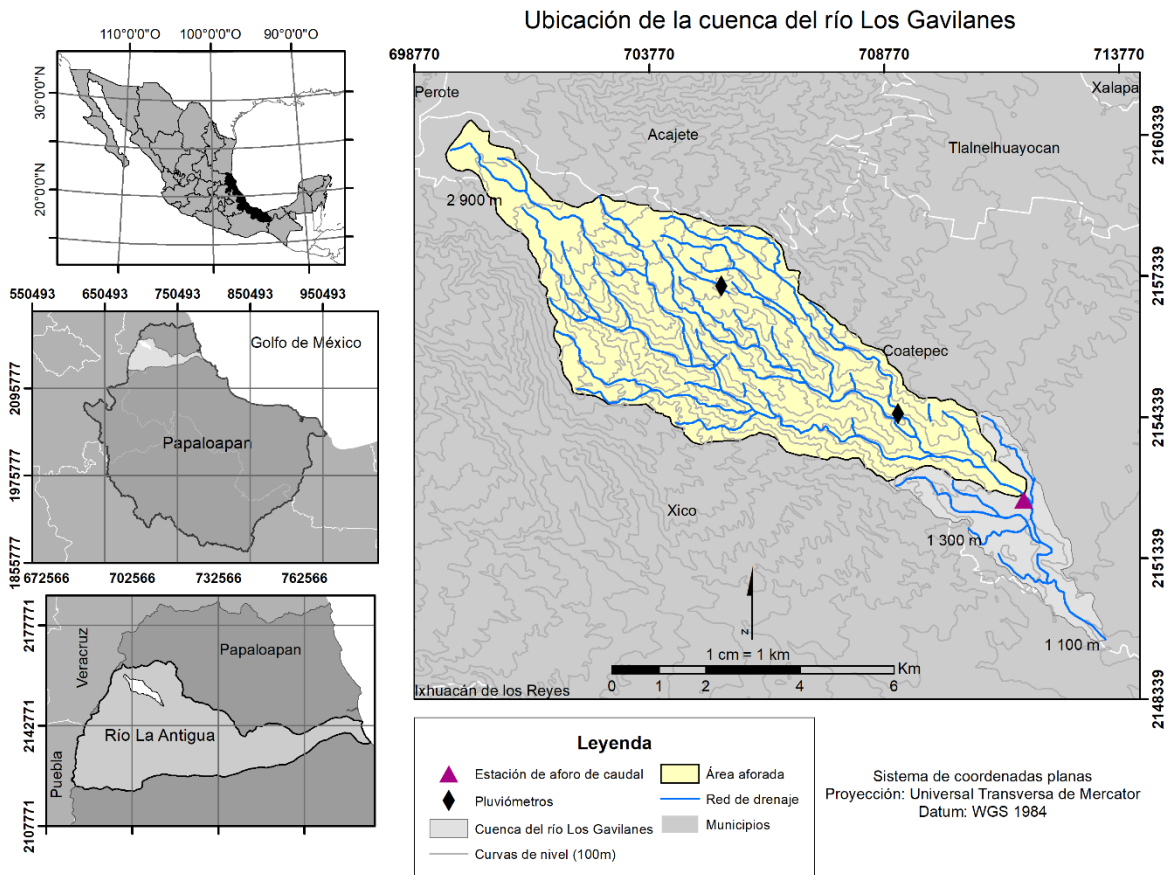 Ubicación de la cuenca del río Los Gavilanes
110°0'0"O 100°0'0"O 90°0'0"O
30°0'0"N
20°0'0"N
550493 650493 750493 850493 950493
Golfo de México
Papaloapan
2095777
1975777
1855777
672566 702566 732566 762566
Veracruz
Papaloapan
Río La Antigua
Puebla
2177771
2142771
2107771
698770 703770 708770 713770
Perote
Acajete
Xalapa
Tlalnelhuayocan
2 900 m
Coatepec
Xico
1 300 m
1 100 m
Ixhuacán de los Reyes
z
1 cm = 1 km
Km
0 1 2 4 6
2160339
2157339
2154339
2151339
2148339
Leyenda
Estación de aforo de caudal
Pluviómetros
Cuenca del río Los Gavilanes
Curvas de nivel (100m)
Área aforada
Red de drenaje
Municipios
Sistema de coordenadas planas
Proyección: Universal Transversa de Mercator
Datum: WGS 1984